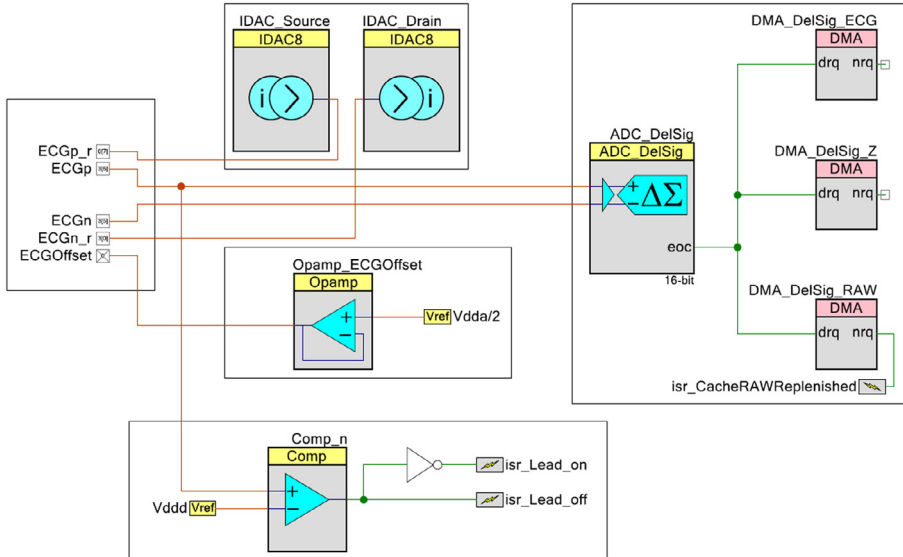 IDAC_Source
IDAC8
i
IDAC_Drain
IDAC8
i
DMA_DelSig_ECG
DMA
drq nrq
ECGp_r
ECGp
ECGn
ECGn_r
ECGOffset
ADC_DelSig
ADC_DelSig
+
−
ΔΣ
eoc
16-bit
DMA_DelSig_Z
DMA
drq nrq
Opamp_ECGOffset
Opamp
+
−
Vref Vdda/2
DMA_DelSig_RAW
DMA
drq nrq
isr_CacheRAWReplenished
Comp_n
Comp
+
−
Vddd Vref
isr_Lead_on
isr_Lead_off